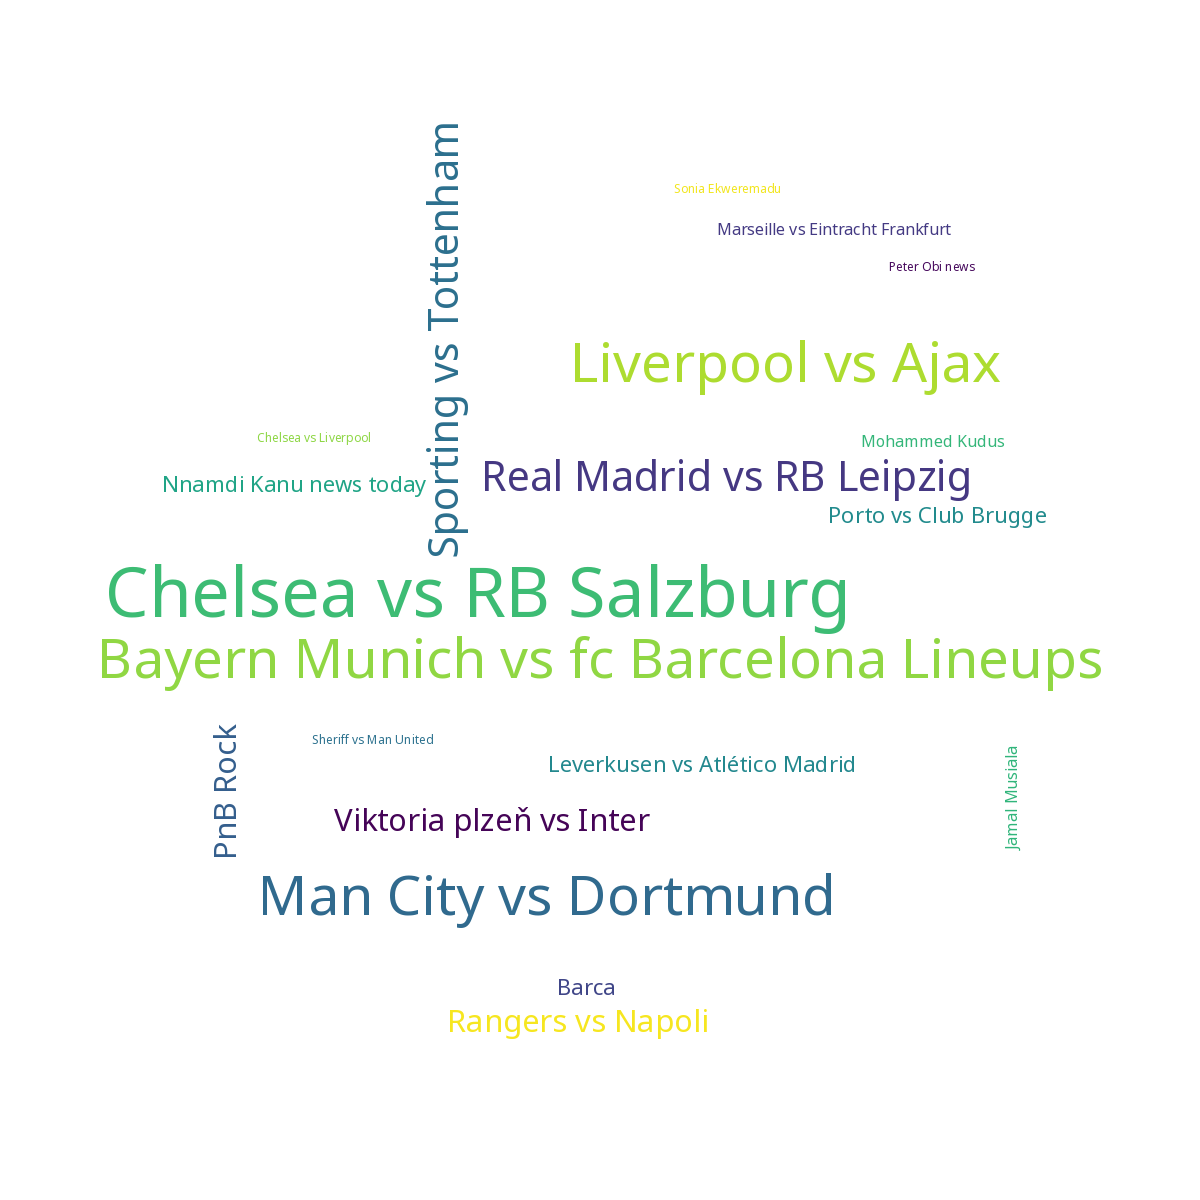 Sporting vs Tottenham
Sonia Ekweremadu
Marseille vs Eintracht Frankfurt
Peter Obi news
Liverpool vs Ajax
Chelsea vs Liverpool
Mohammed Kudus
Nnamdi Kanu news today
Real Madrid vs RB Leipzig
Porto vs Club Brugge
Chelsea vs RB Salzburg
Bayern Munich vs fc Barcelona Lineups
PnB Rock
Sheriff vs Man United
Leverkusen vs Atlético Madrid
Jamal Musiala
Viktoria plzeň vs Inter
Man City vs Dortmund
Barca
Rangers vs Napoli